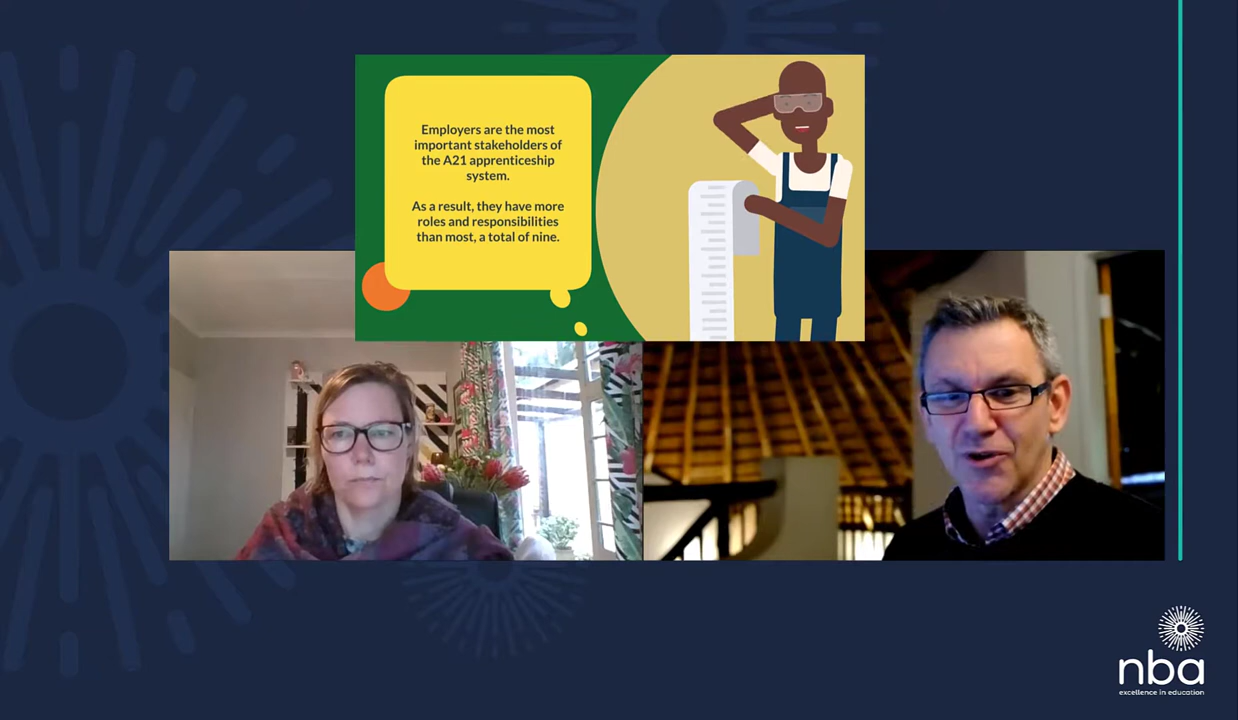 Employers are the most
important stakeholders of
the A21 apprenticeship
system.
As a result, they have more
roles and responsibilities
than most, a total of nine.
nba
excellence in education